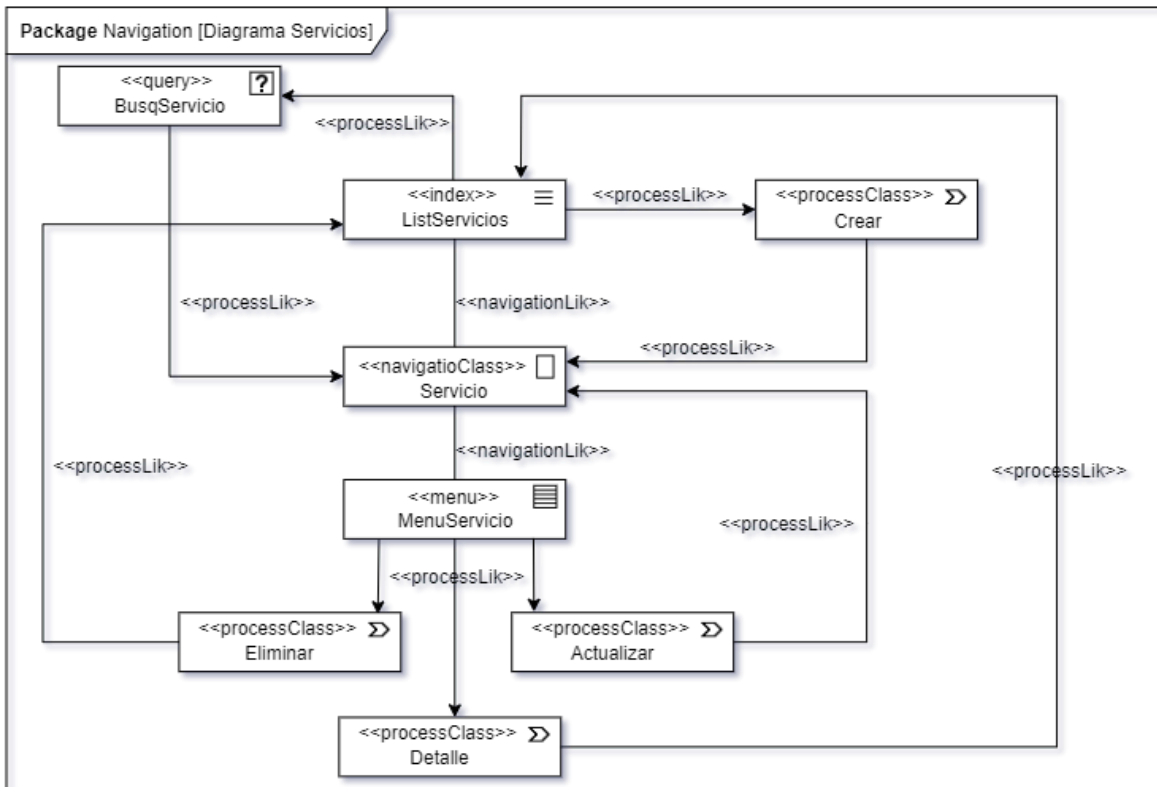 Package Navigation [Diagrama Servicios]
<<query>>
BusqServicio
?
<<processLik>>
<<index>>
ListServicios
<<processLik>>
<<processClass>>
Crear
<<processLik>>
<<navigationLik>>
<<processLik>>
<<navigatioClass>>
Servicio
<<navigationLik>>
<<processLik>>
<<processLik>>
<<menu>>
MenuServicio
<<processLik>>
<<processLik>>
<<processClass>>
Eliminar
<<processClass>>
Actualizar
<<processClass>>
Detalle